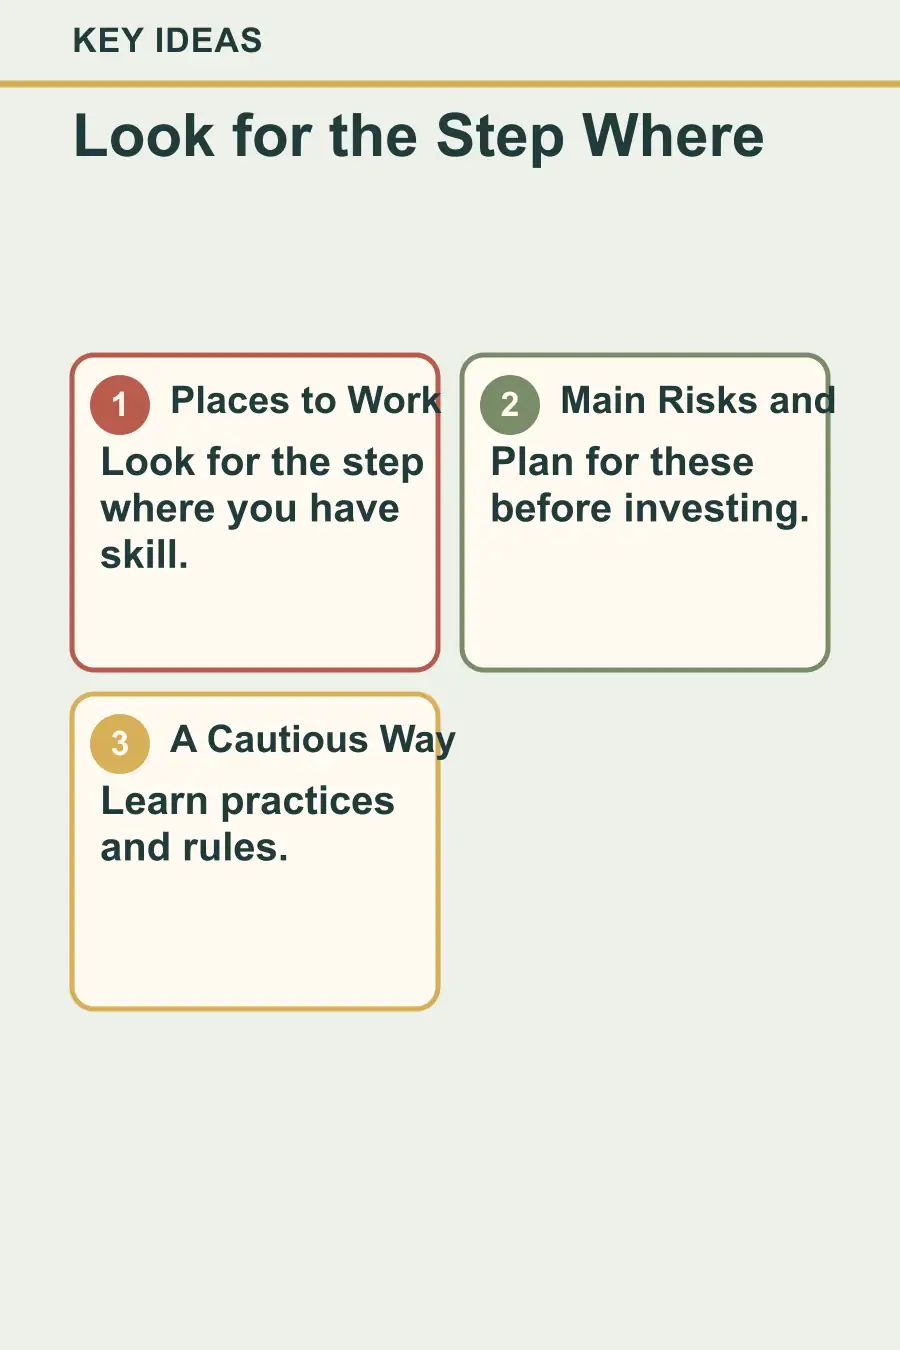 KEY IDEAS
Look for the Step Where
1
Places to Work
Look for the step
where you have
skill.
2
Main Risks and
Plan for these
before investing.
3
A Cautious Way
Learn practices
and rules.